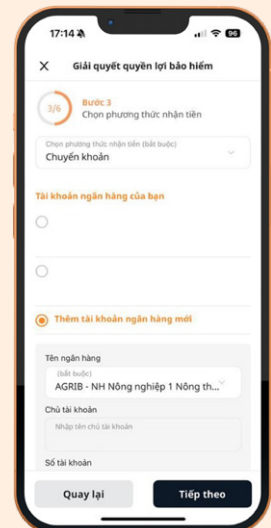 17:14
96
X Giải quyết quyền lợi bảo hiểm
3/6
Bước 3
Chọn phương thức nhận tiền
Chọn phương thức nhận tiền (bắt buộc)
Chuyển khoản
Tài khoản ngân hàng của bạn
Thêm tài khoản ngân hàng mới
Tên ngân hàng
(bắt buộc)
AGRIB - NH Nông nghiệp 1 Nông th...
Chủ tài khoản
Nhập tên chủ tài khoản
Số tài khoản
Quay lại Tiếp theo